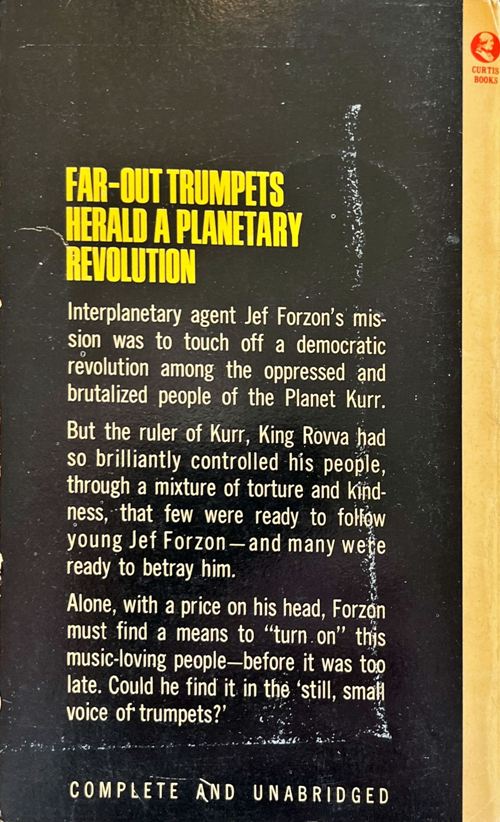 CURTIS
BOOKS
FAR-OUT TRUMPETS
HERALD A PLANETARY
REVOLUTION
Interplanetary agent Jef Forzon's mis-
sion was to touch off a democratic
revolution among the oppressed and
brutalized people of the Planet Kurr.
But the ruler of Kurr, King Rovva had
so brilliantly controlled his people,
through a mixture of torture and kind-
ness, that few were ready to follow
young Jef Forzon—and many were
ready to betray him.
Alone, with a price on his head, Forzon
must find a means to “turn on” this
music-loving people—before it was too
late. Could he find it in the ‘still, small
voice of trumpets?’
COMPLETE AND UNABRIDGED